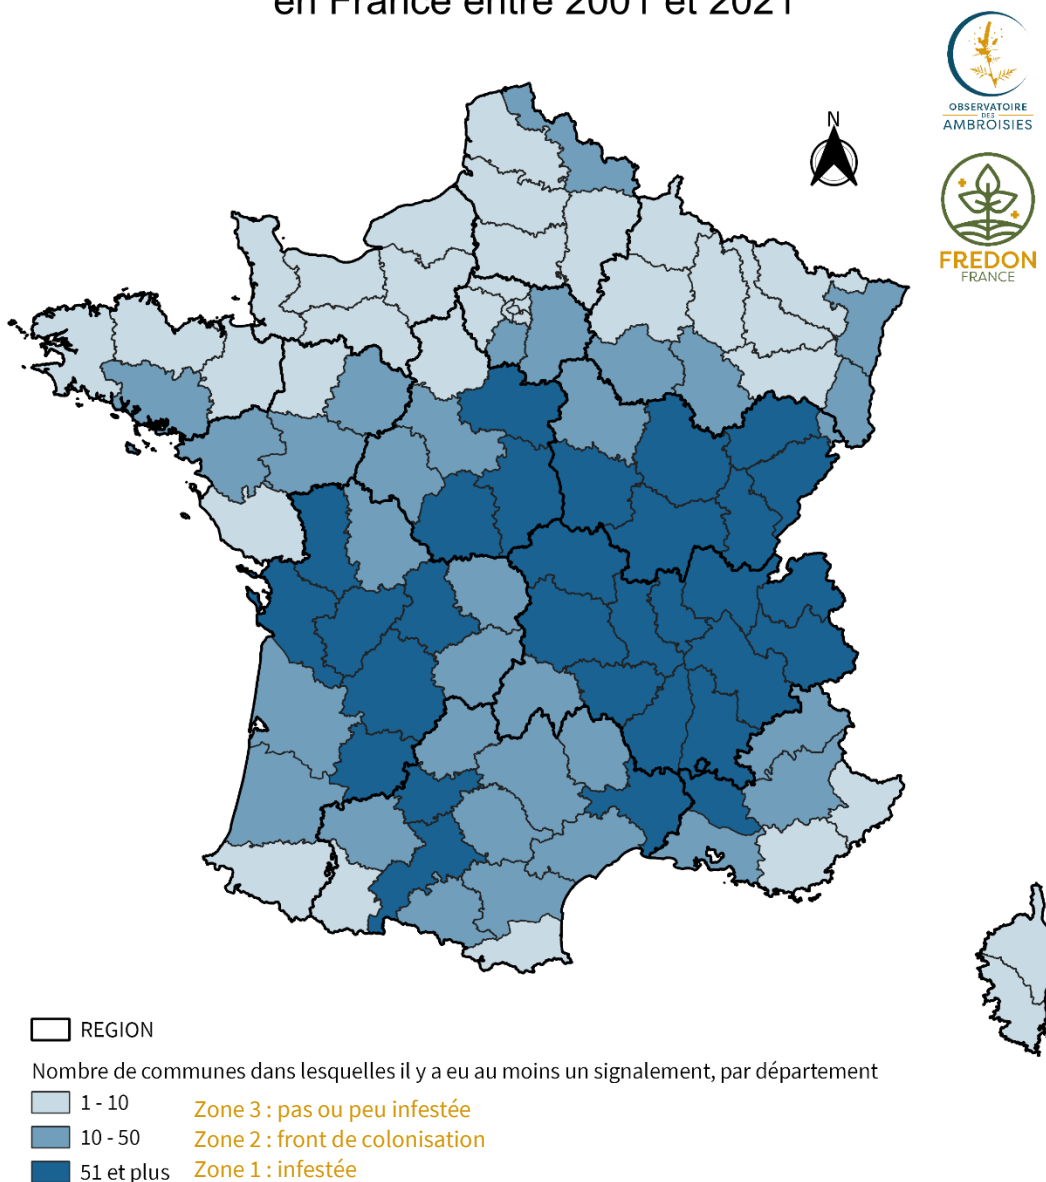 en France entre 2001 et 2021
OBSERVATOIRE
DES
AMBROISIES
N
FREDON
FRANCE
REGION
Nombre de communes dans lesquelles il y a eu au moins un signalement, par département
1 - 10
Zone 3 : pas ou peu infestée
10 - 50
Zone 2 : front de colonisation
51 et plus
Zone 1 : infestée